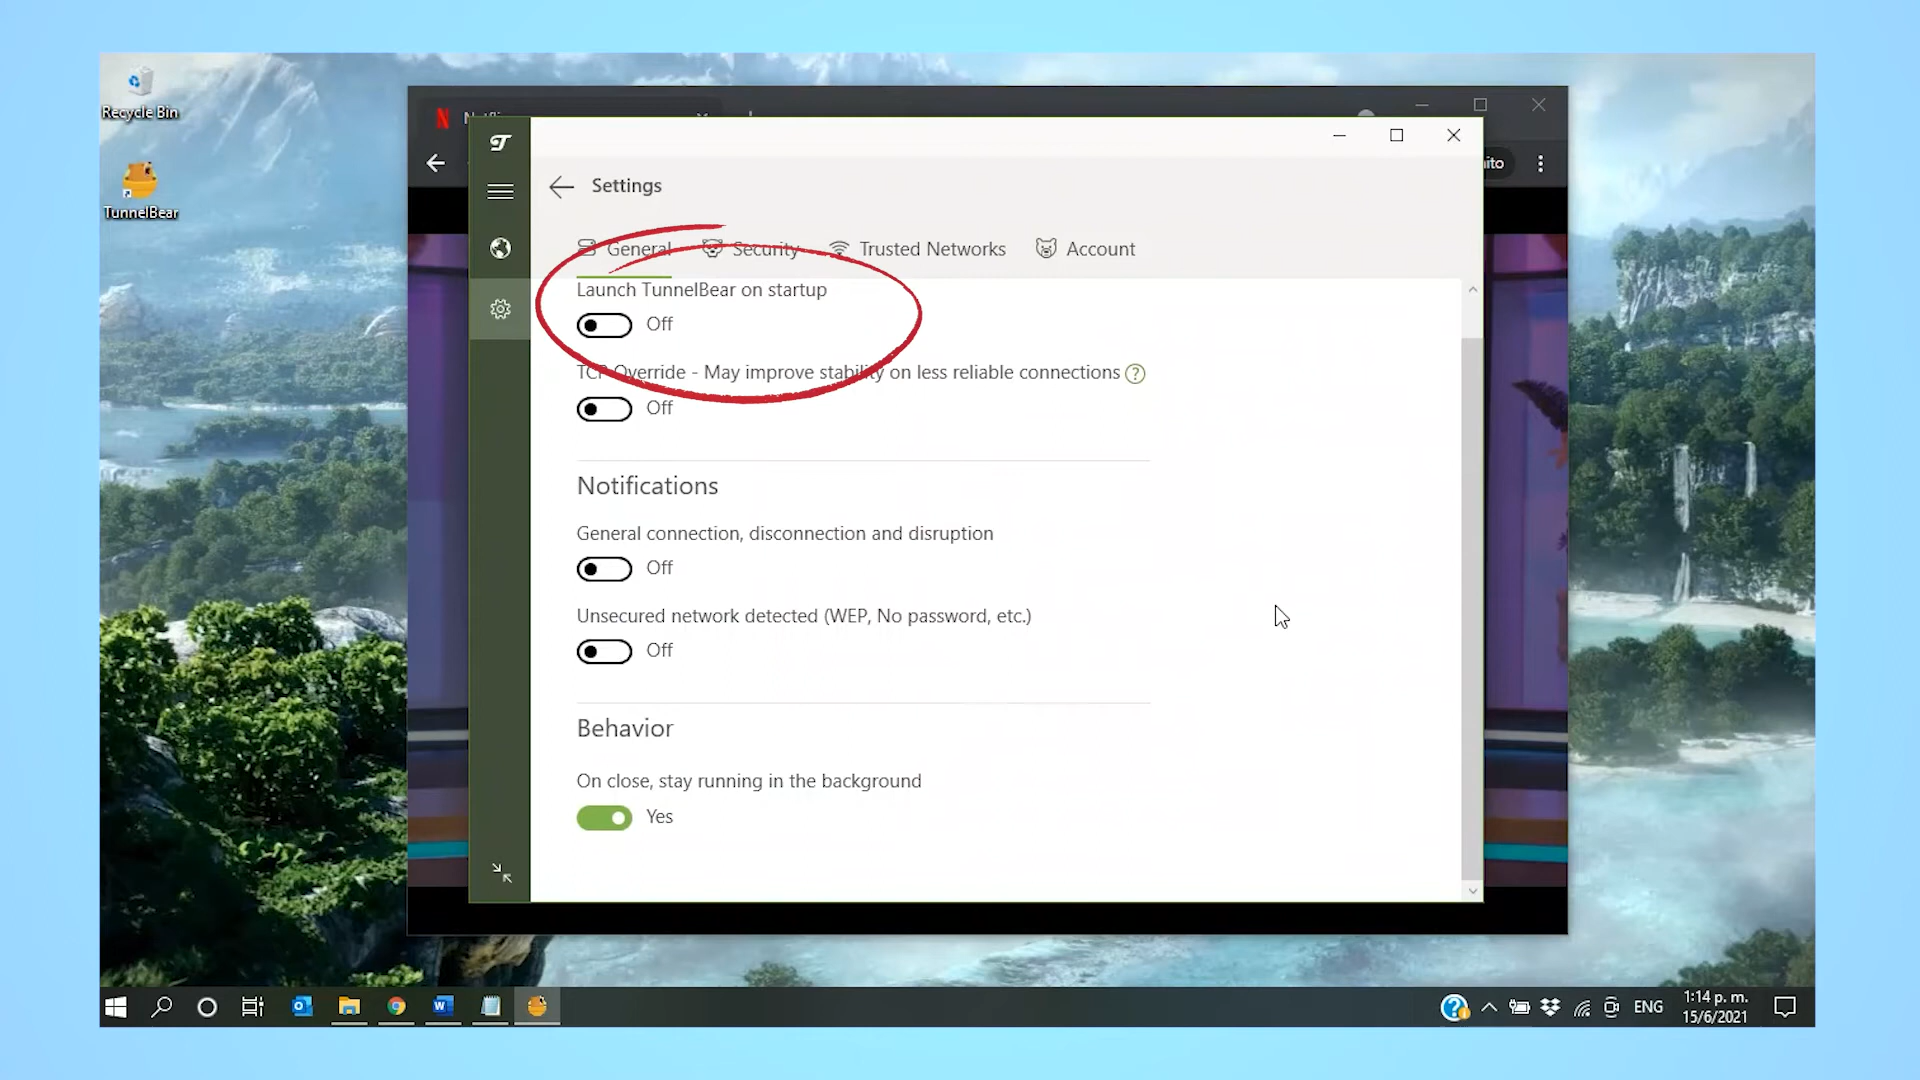 Recycle Bin
TunnelBear
Settings
General
Security
Trusted Networks
Account
Launch TunnelBear on startup
Off
TCP Override - May improve stability on less reliable connections
?
Off
Notifications
General connection, disconnection and disruption
Off
Unsecured network detected (WEP, No password, etc.)
Off
Behavior
On close, stay running in the background
Yes
ENG
1:14 p. m.
15/6/2021